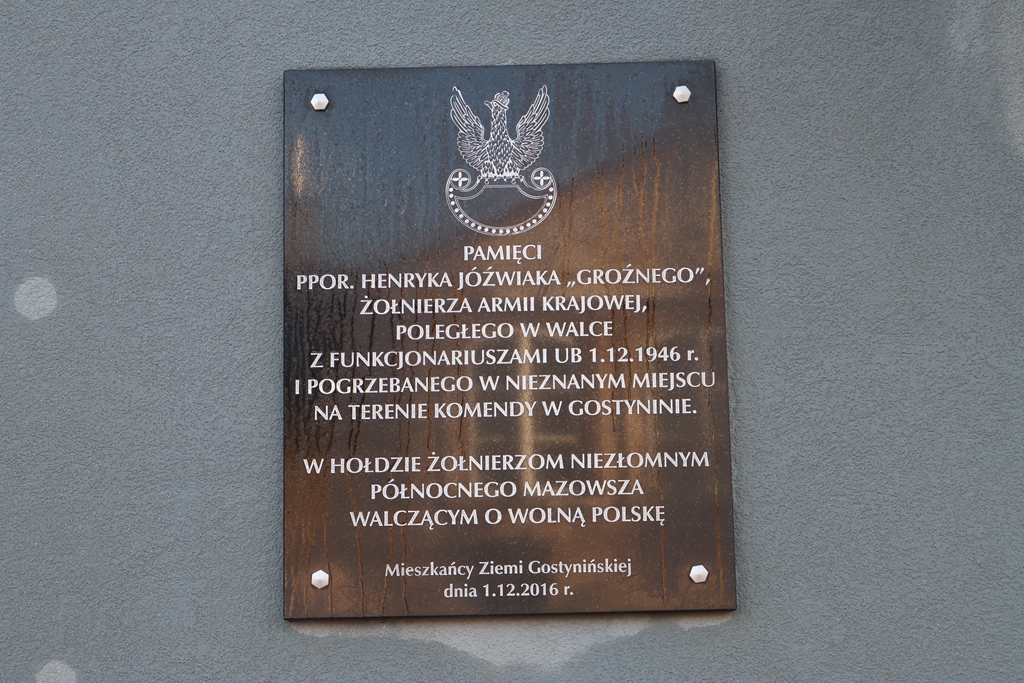 PAMIĘCI
PPOR. HENRYKA JÓŹWIAKA „GROŹNEGO”,
ŻOŁNIERZA ARMII KRAJOWEJ,
POLEGŁEGO W WALCE
Z FUNKCJONARIUSZAMI UB 1.12.1946 r.
I POGRZEBANEGO W NIEZNANYM MIEJSCU
NA TERENIE KOMENDY W GOSTYNINIE.
W HOŁDZIE ŻOŁNIERZOM NIEZŁOMNYM
PÓŁNOCNEGO MAZOWSZA
WALCZĄCYM O WOLNĄ POLSKĘ
Mieszkańcy Ziemi Gostynińskiej
dnia 1.12.2016 r.